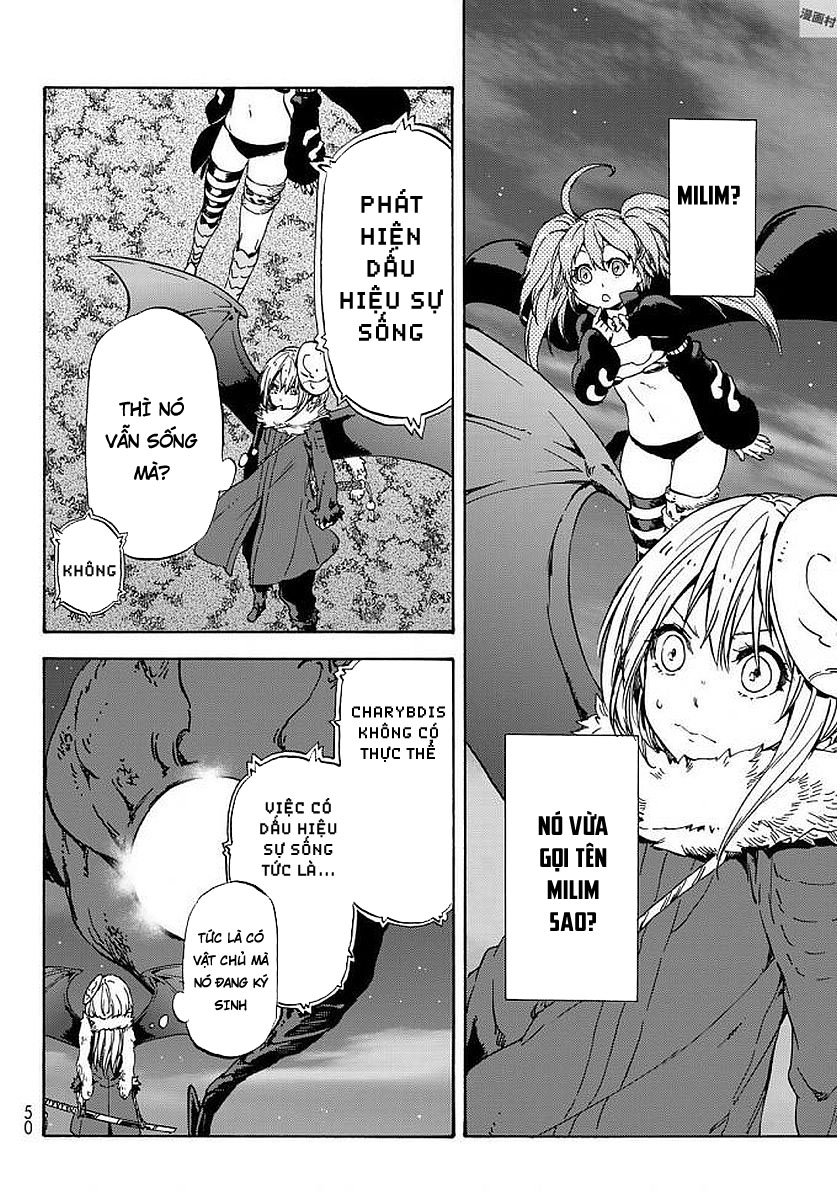 漫画村
MILIM?
NÓ VỪA
GỌI TÊN
MILIM
SAO?
PHÁT
HIỆN
DẤU
HIỆU SỰ
SỐNG
THÌ NÓ
VẪN SỐNG
MÀ?
KHÔNG
CHARYBDIS
KHÔNG CÓ
THỰC THỂ
VIỆC CÓ
DẤU HIỆU
SỰ SỐNG
TỨC LÀ...
TỨC LÀ CÓ
VẬT CHỦ MÀ
NÓ ĐANG KÝ
SINH
50